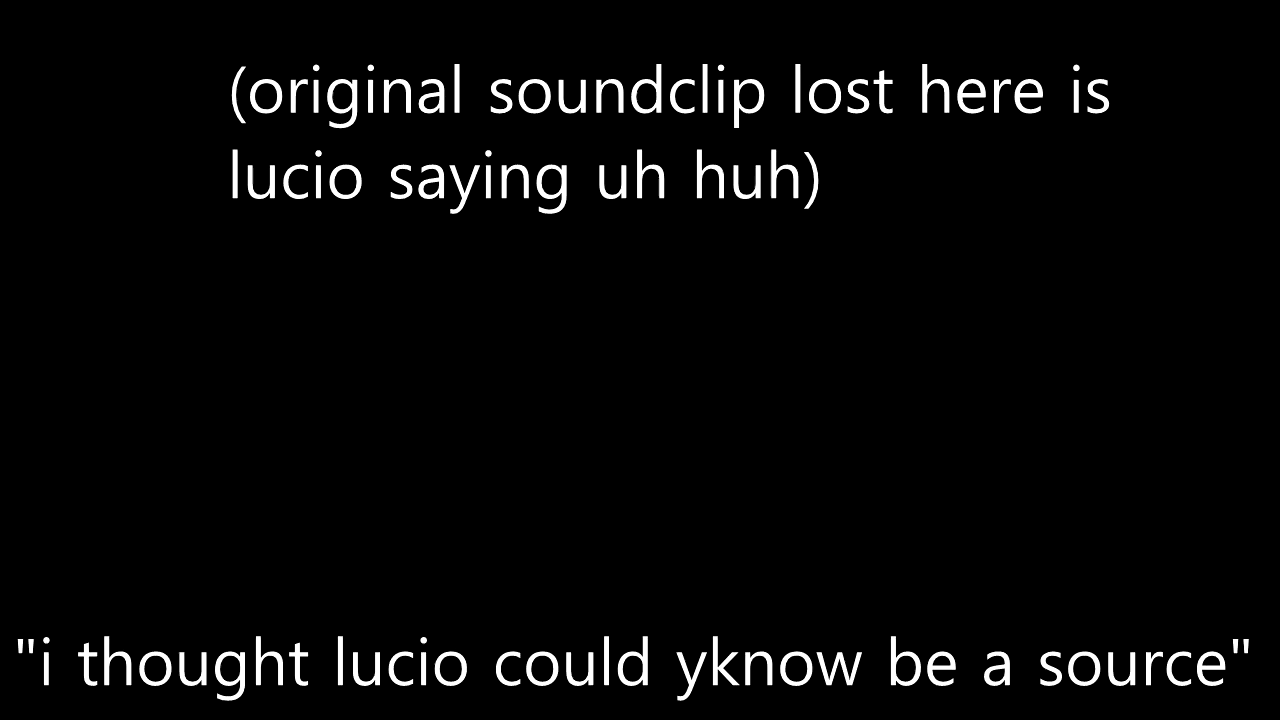 (original soundclip lost here is
lucio saying uh huh)
"i thought lucio could yknow be a source"